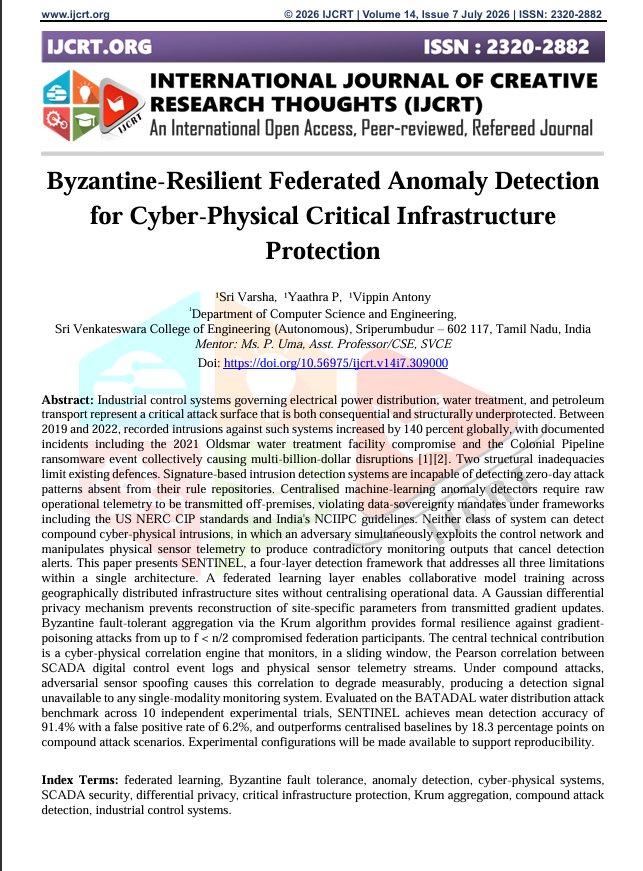 www.ijcrt.org © 2026 IJCRT | Volume 14, Issue 7 July 2026 | ISSN: 2320-2882
IJCRT.ORG ISSN : 2320-2882
IJCRT
INTERNATIONAL JOURNAL OF CREATIVE
RESEARCH THOUGHTS (IJCRT)
An International Open Access, Peer-reviewed, Refereed Journal
Byzantine-Resilient Federated Anomaly Detection
for Cyber-Physical Critical Infrastructure
Protection
¹Sri Varsha, ¹Yaathra P, ¹Vippin Antony
¹Department of Computer Science and Engineering,
Sri Venkateswara College of Engineering (Autonomous), Sriperumbudur – 602 117, Tamil Nadu, India
Mentor: Ms. P. Uma, Asst. Professor/CSE, SVCE
Doi: https://doi.org/10.56975/ijcrt.v14i7.309000
Abstract: Industrial control systems governing electrical power distribution, water treatment, and petroleum
transport represent a critical attack surface that is both consequential and structurally underprotected. Between
2019 and 2022, recorded intrusions against such systems increased by 140 percent globally, with documented
incidents including the 2021 Oldsmar water treatment facility compromise and the Colonial Pipeline
ransomware event collectively causing multi-billion-dollar disruptions [1][2]. Two structural inadequacies
limit existing defences. Signature-based intrusion detection systems are incapable of detecting zero-day attack
patterns absent from their rule repositories. Centralised machine-learning anomaly detectors require raw
operational telemetry to be transmitted off-premises, violating data-sovereignty mandates under frameworks
including the US NERC CIP standards and India's NCIIPC guidelines. Neither class of system can detect
compound cyber-physical intrusions, in which an adversary simultaneously exploits the control network and
manipulates physical sensor telemetry to produce contradictory monitoring outputs that cancel detection
alerts. This paper presents SENTINEL, a four-layer detection framework that addresses all three limitations
within a single architecture. A federated learning layer enables collaborative model training across
geographically distributed infrastructure sites without centralising operational data. A Gaussian differential
privacy mechanism prevents reconstruction of site-specific parameters from transmitted gradient updates.
Byzantine fault-tolerant aggregation via the Krum algorithm provides formal resilience against gradient-
poisoning attacks from up to f < n/2 compromised federation participants. The central technical contribution
is a cyber-physical correlation engine that monitors, in a sliding window, the Pearson correlation between
SCADA digital control event logs and physical sensor telemetry streams. Under compound attacks,
adversarial sensor spoofing causes this correlation to degrade measurably, producing a detection signal
unavailable to any single-modality monitoring system. Evaluated on the BATADAL water distribution attack
benchmark across 10 independent experimental trials, SENTINEL achieves mean detection accuracy of
91.4% with a false positive rate of 6.2%, and outperforms centralised baselines by 18.3 percentage points on
compound attack scenarios. Experimental configurations will be made available to support reproducibility.
Index Terms: federated learning, Byzantine fault tolerance, anomaly detection, cyber-physical systems,
SCADA security, differential privacy, critical infrastructure protection, Krum aggregation, compound attack
detection, industrial control systems.
IJCRT